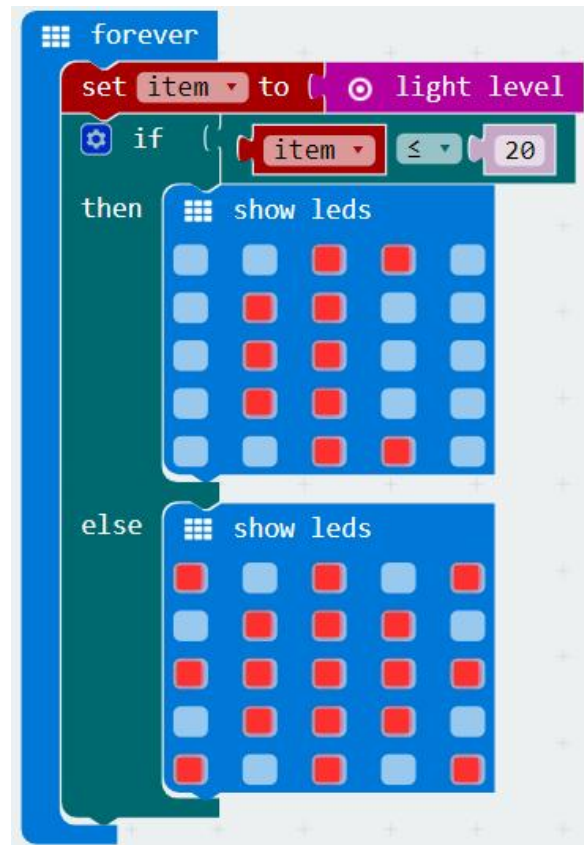 forever
set item to light level
if item ≤ 20
then show leds
else show leds